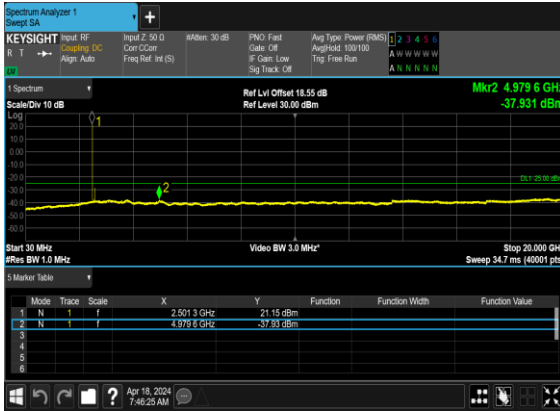 Spectrum Analyzer 1
Swept SA
+
KEYSIGHT Input: RF Input Z: 50 Ω #Atten: 30 dB PNO: Fast Avg Type: Power (RMS) 1 2 3 4 5 6
R T Coupling: DC Corr CCorr Gate: Off Avg|Hold: 100/100 A W W W W W
Align: Auto Freq Ref: Int (S) IF Gain: Low Trig: Free Run
Sig Track: Off A N N N N N
1 Spectrum Ref Lvl Offset 18.55 dB Mkr2 4.979 6 GHz
Scale/Div 10 dB Ref Level 30.00 dBm -37.931 dBm
Log
20.0
10.0
0.00
-10.0
-20.0
-30.0
-40.0
-50.0
-60.0
1
2
Start 30 MHz Video BW 3.0 MHz* Stop 20.000 GH
#Res BW 1.0 MHz Sweep 34.7 ms (40001 pts
5 Marker Table
Mode Trace Scale X Y Function Function Width Function Value
1 N 1 f 2.501 3 GHz 21.15 dBm
2 N 1 f 4.979 6 GHz -37.93 dBm
3
4
5
6
? Apr 18, 2024
7:46:25 AM